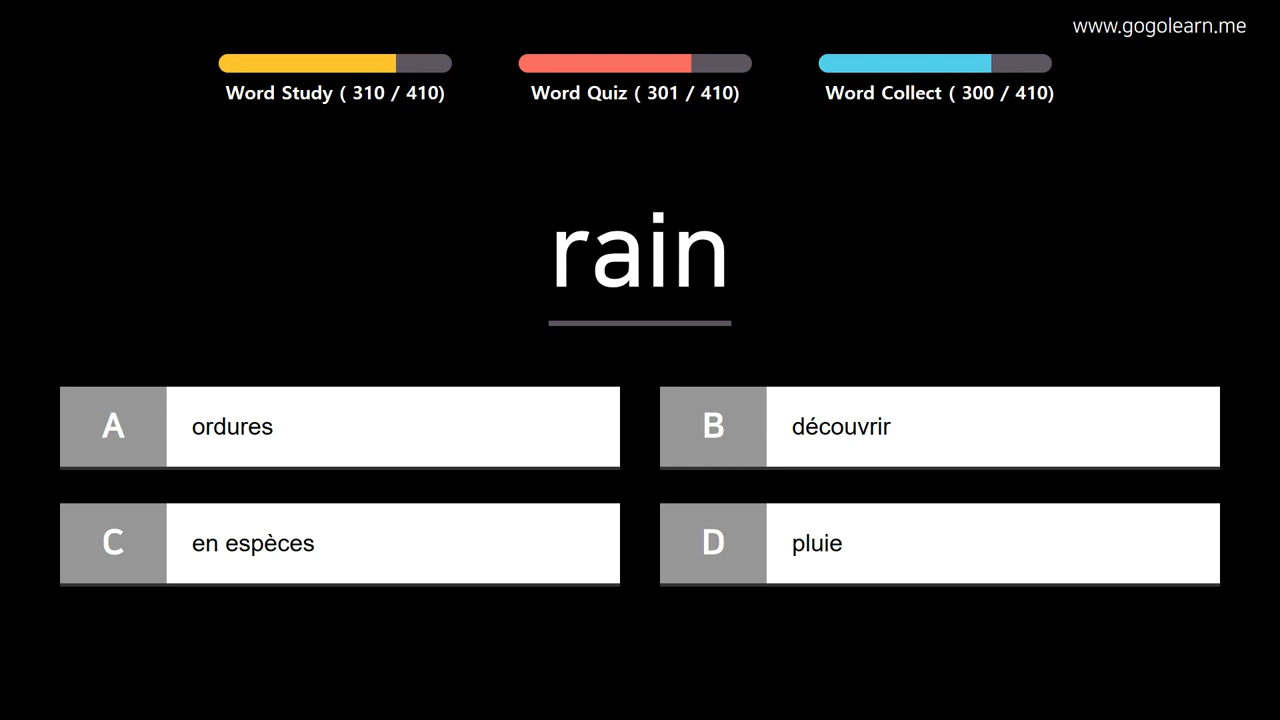 www.gogolearn.me
Word Study ( 310 / 410)
Word Quiz ( 301 / 410)
Word Collect ( 300 / 410)
rain
A ordures
B découvrir
C en espèces
D pluie